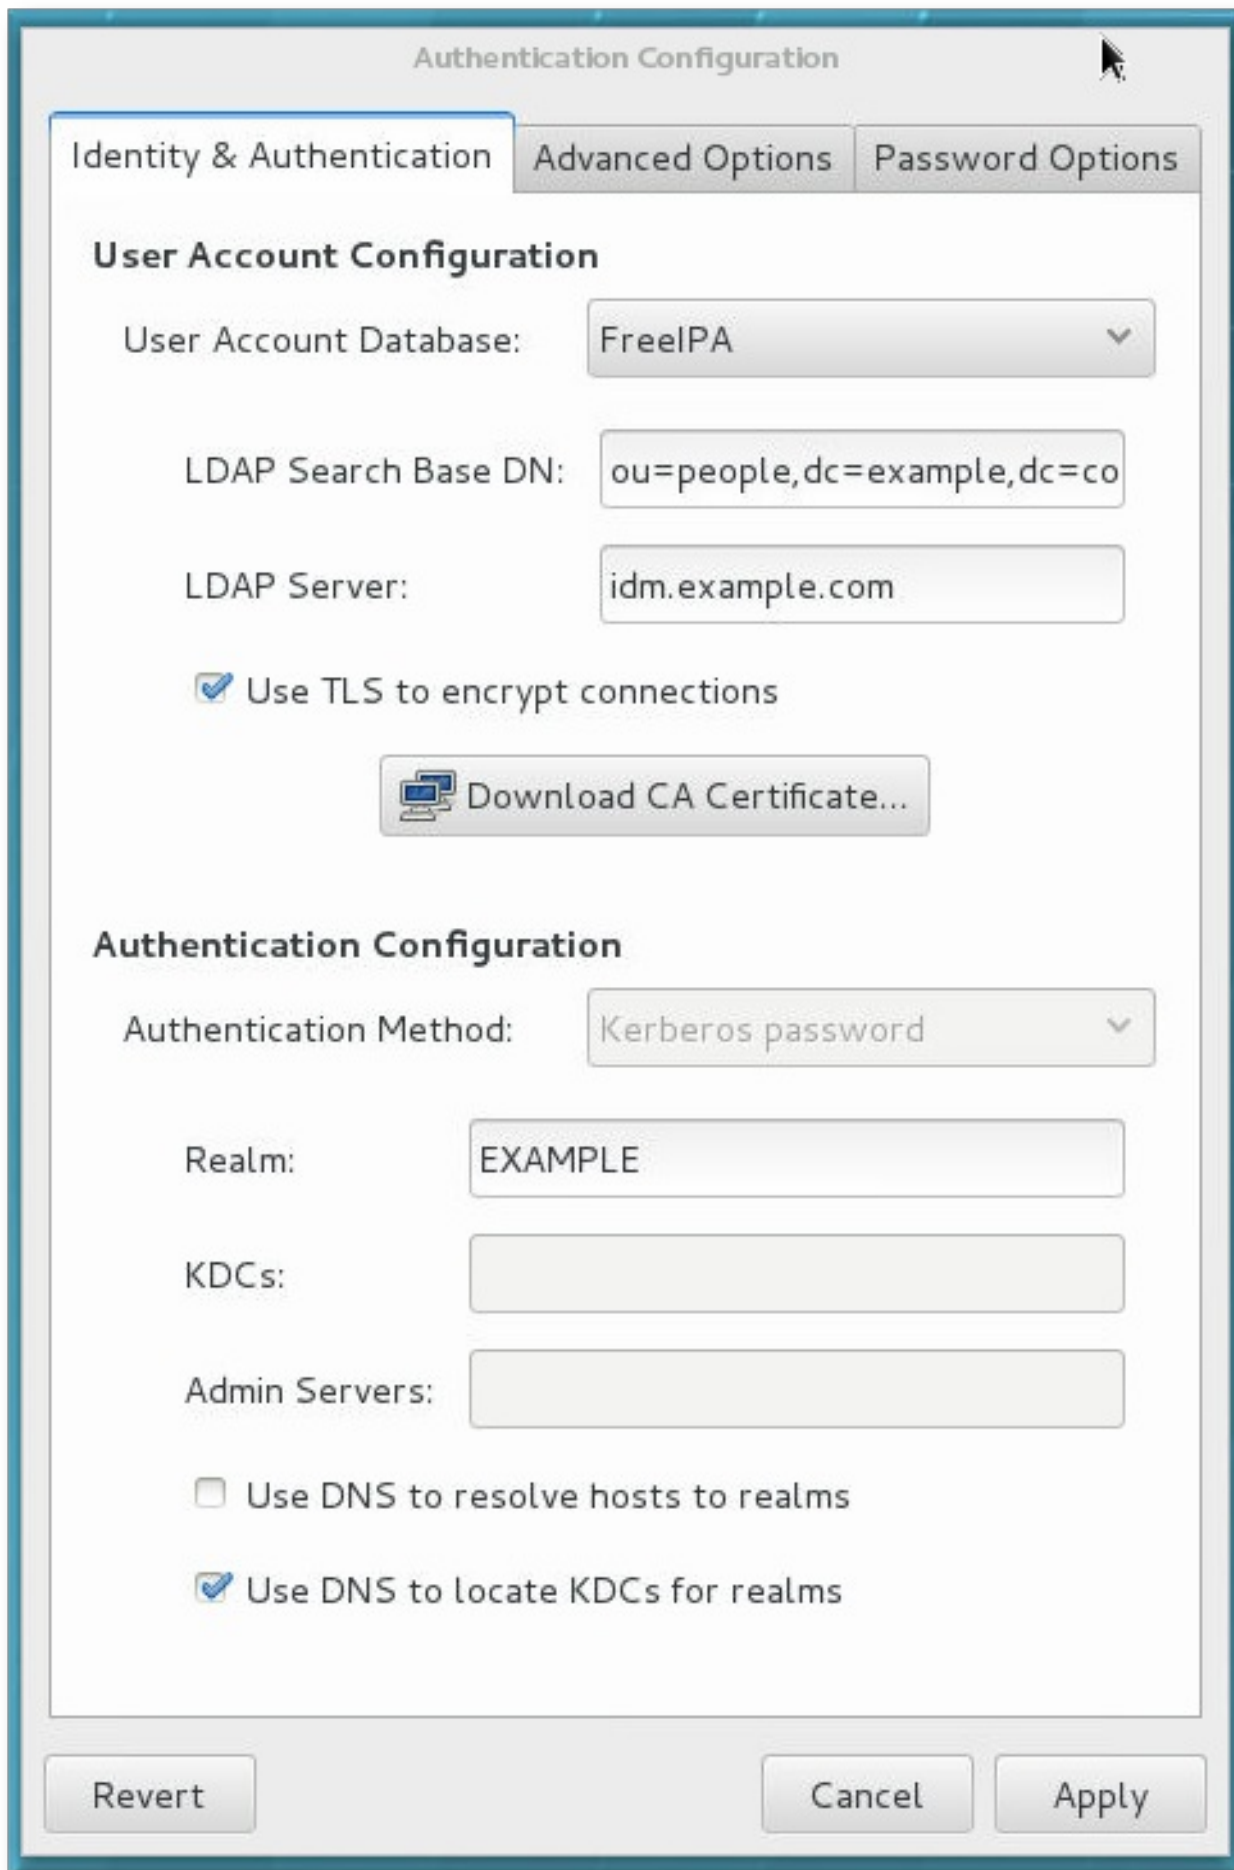 Authentication Configuration
Identity & Authentication
Advanced Options
Password Options
User Account Configuration
User Account Database:
FreeIPA
LDAP Search Base DN:
ou=people,dc=example,dc=co
LDAP Server:
idm.example.com
Use TLS to encrypt connections
Download CA Certificate...
Authentication Configuration
Authentication Method:
Kerberos password
Realm:
EXAMPLE
KDCs:
Admin Servers:
Use DNS to resolve hosts to realms
Use DNS to locate KDCs for realms
Revert
Cancel
Apply